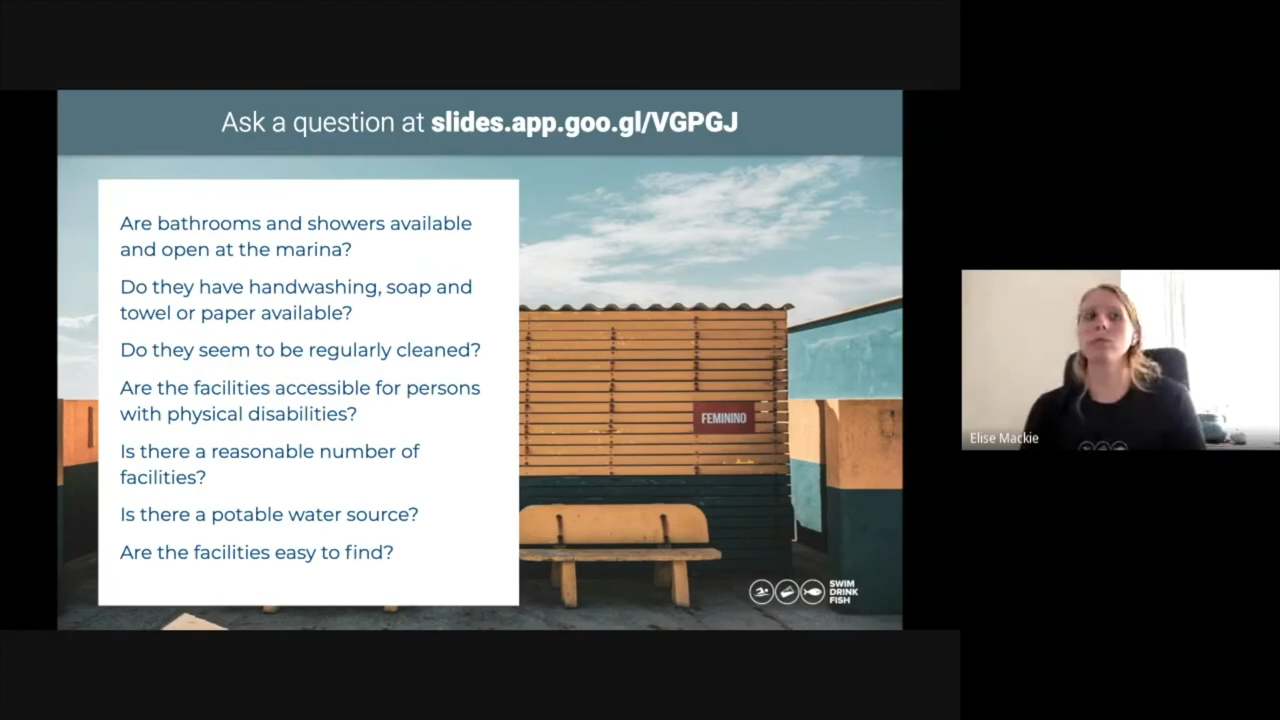 Ask a question at slides.app.goo.gl/VGPGJ
Are bathrooms and showers available
and open at the marina?
Do they have handwashing, soap and
towel or paper available?
Do they seem to be regularly cleaned?
Are the facilities accessible for persons
with physical disabilities?
Is there a reasonable number of
facilities?
Is there a potable water source?
Are the facilities easy to find?
FEMININO
SWIM
DRINK
FISH
Elise Mackie